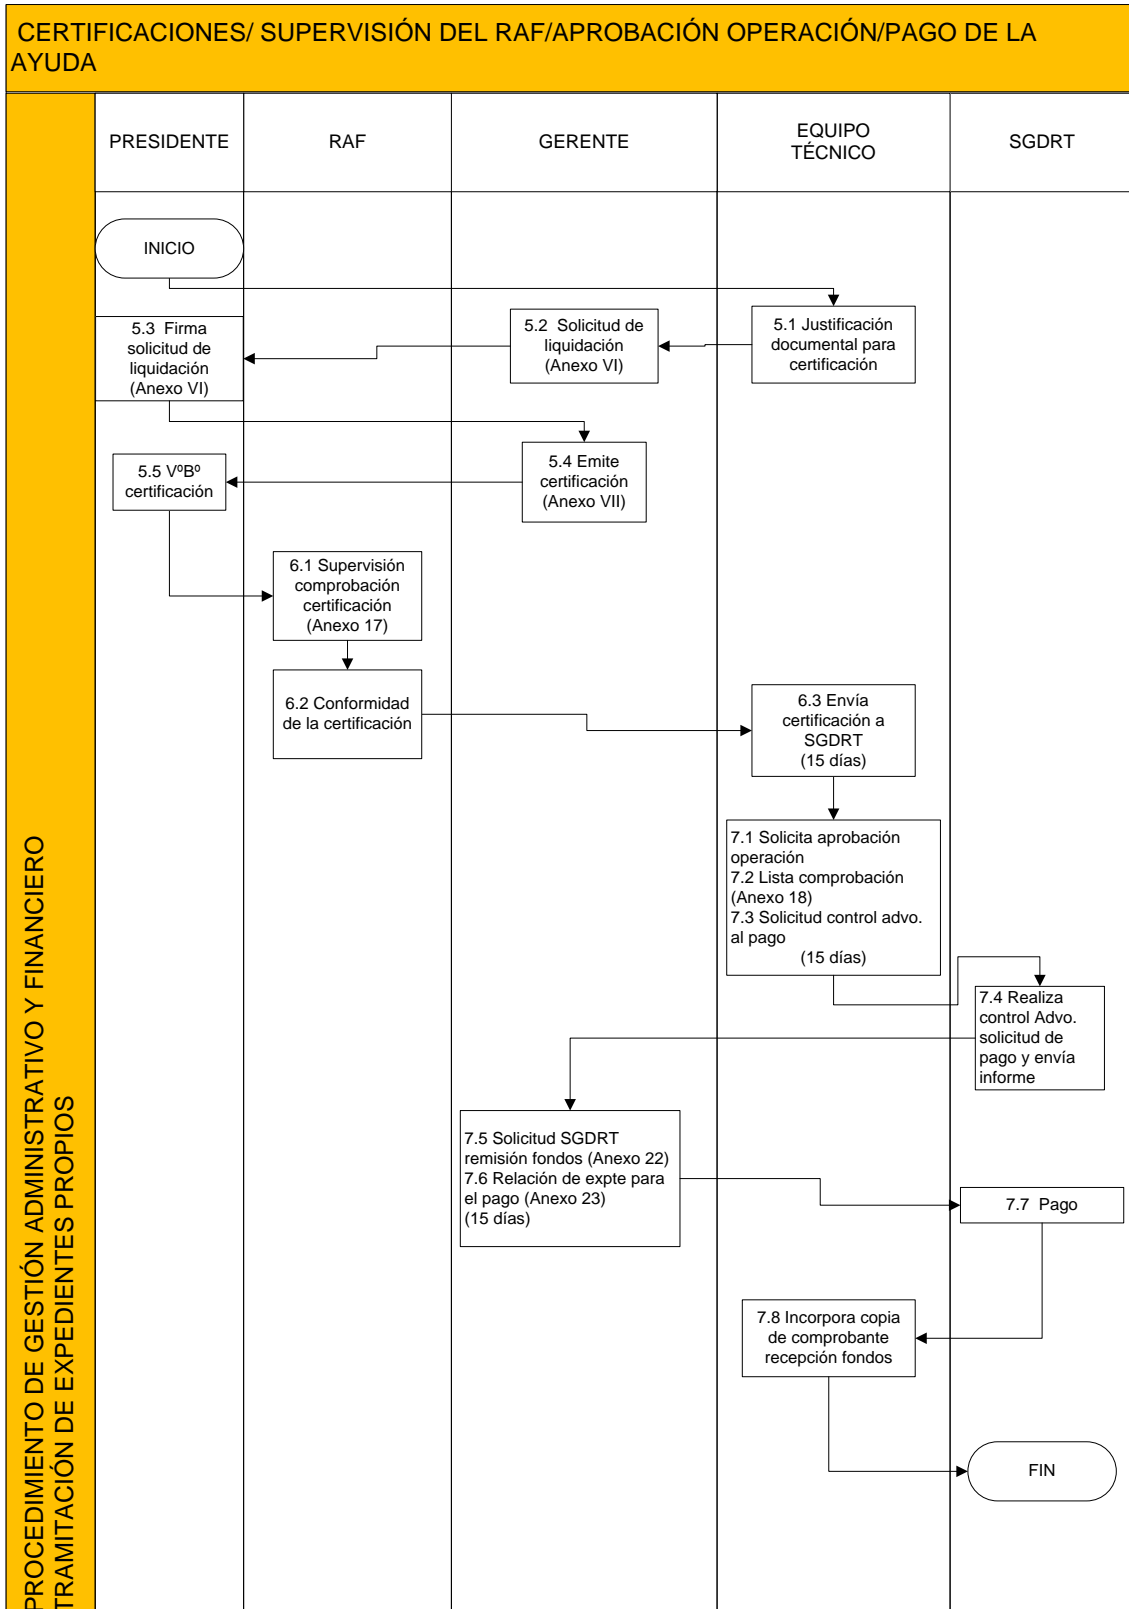 CERTIFICACIONES/ SUPERVISIÓN DEL RAF/APROBACIÓN OPERACIÓN/PAGO DE LA
AYUDA
PROCEDIMIENTO DE GESTIÓN ADMINISTRATIVO Y FINANCIERO
TRAMITACIÓN DE EXPEDIENTES PROPIOS
PRESIDENTE
RAF
GERENTE
EQUIPO
TÉCNICO
SGDRT
INICIO
5.1 Justificación
documental para
certificación
5.2 Solicitud de
liquidación
(Anexo VI)
5.3 Firma
solicitud de
liquidación
(Anexo VI)
5.4 Emite
certificación
(Anexo VII)
5.5 VºBº
certificación
6.1 Supervisión
comprobación
certificación
(Anexo 17)
6.2 Conformidad
de la certificación
6.3 Envía
certificación a
SGDRT
(15 días)
7.1 Solicita aprobación
operación
7.2 Lista comprobación
(Anexo 18)
7.3 Solicitud control advo.
al pago
(15 días)
7.4 Realiza
control Advo.
solicitud de
pago y envía
informe
7.5 Solicitud SGDRT
remisión fondos (Anexo 22)
7.6 Relación de expte para
el pago (Anexo 23)
(15 días)
7.7 Pago
7.8 Incorpora copia
de comprobante
recepción fondos
FIN